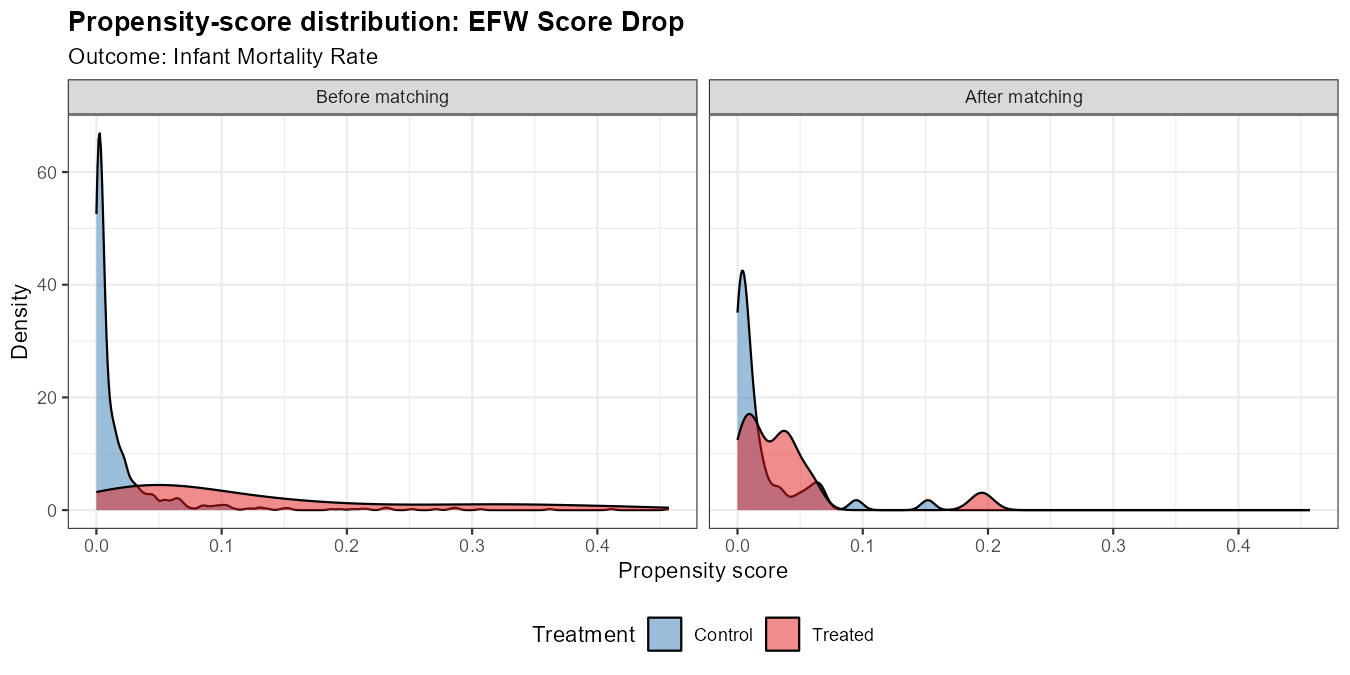 Propensity-score distribution: EFW Score Drop
Outcome: Infant Mortality Rate
Before matching
After matching
Density
60
40
20
0
0.0 0.1 0.2 0.3 0.4
0.0 0.1 0.2 0.3 0.4
Propensity score
Treatment Control Treated